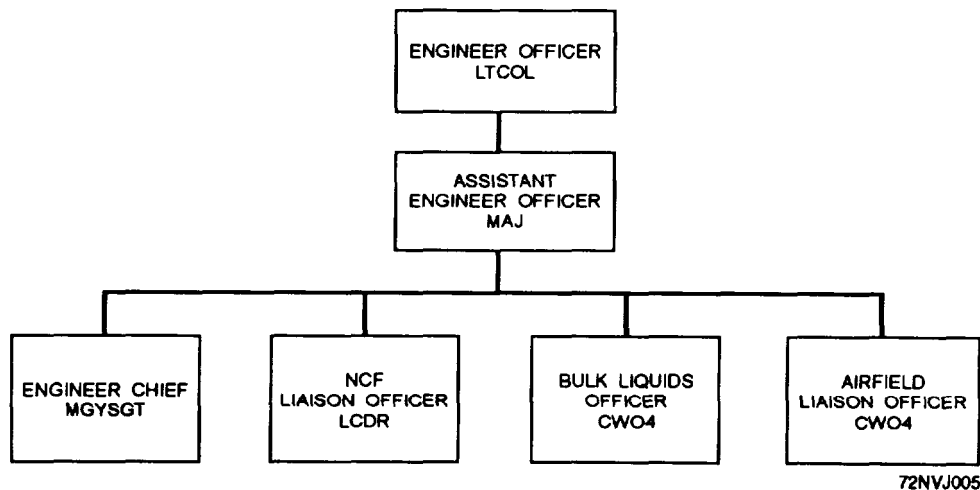 ENGINEER OFFICER
LTCOL
ASSISTANT
ENGINEER OFFICER
MAJ
ENGINEER CHIEF
MGYSGT
NCF
LIAISON OFFICER
LCDR
BULK LIQUIDS
OFFICER
CWO4
AIRFIELD
LIAISON OFFICER
CWO4
72NVJ005